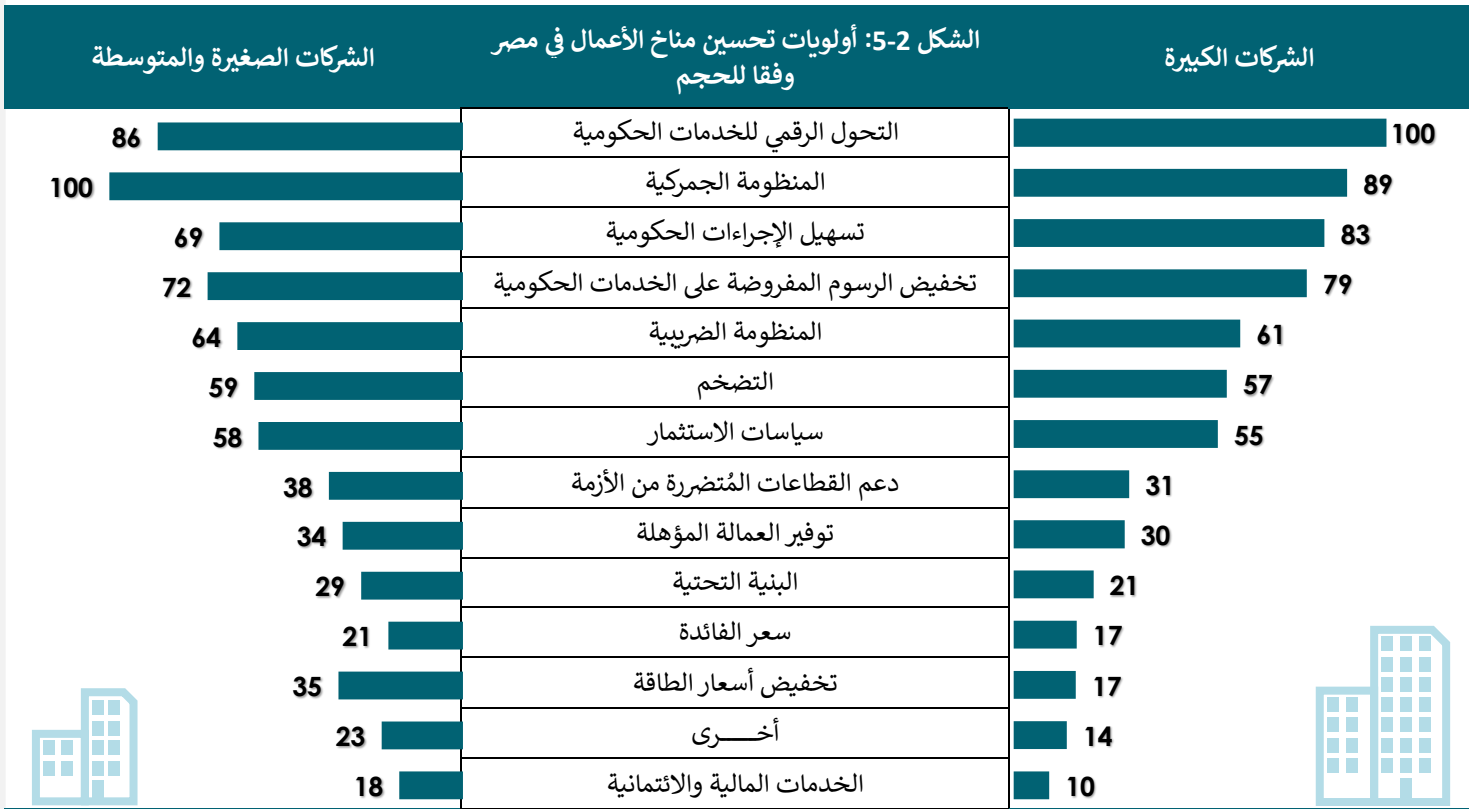 الشركات الكبيرة
الشكل 2-5: أولويات تحسين مناخ الأعمال في مصر
وفقا للحجم
الشركات الصغيرة والمتوسطة
100 التحول الرقمي للخدمات الحكومية 86
89 المنظومة الجمركية 100
83 تسهيل الإجراءات الحكومية 69
79 تخفيض الرسوم المفروضة على الخدمات الحكومية 72
61 المنظومة الضريبية 64
57 التضخم 59
55 سياسات الاستثمار 58
31 دعم القطاعات المُتضررة من الأزمة 38
30 توفير العمالة المؤهلة 34
21 البنية التحتية 29
17 سعر الفائدة 21
17 تخفيض أسعار الطاقة 35
14 أخـــــرى 23
10 الخدمات المالية والائتمانية 18